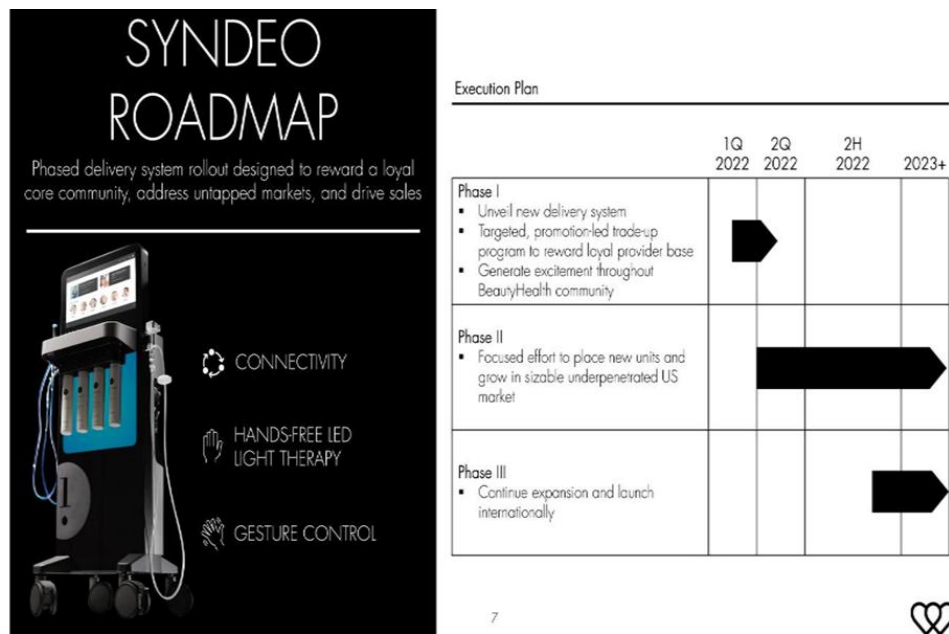 SYNDEO
ROADMAP
Phased delivery system rollout designed to reward a loyal
core community, address untapped markets, and drive sales
CONNECTIVITY
HANDS-FREE LED
LIGHT THERAPY
GESTURE CONTROL
Execution Plan
1Q
2022
2Q
2022
2H
2022
2023+
Phase I
▪ Unveil new delivery system
▪ Targeted, promotion-led trade-up
program to reward loyal provider base
▪ Generate excitement throughout
BeautyHealth community
Phase II
▪ Focused effort to place new units and
grow in sizable underpenetrated US
market
Phase III
▪ Continue expansion and launch
internationally
7